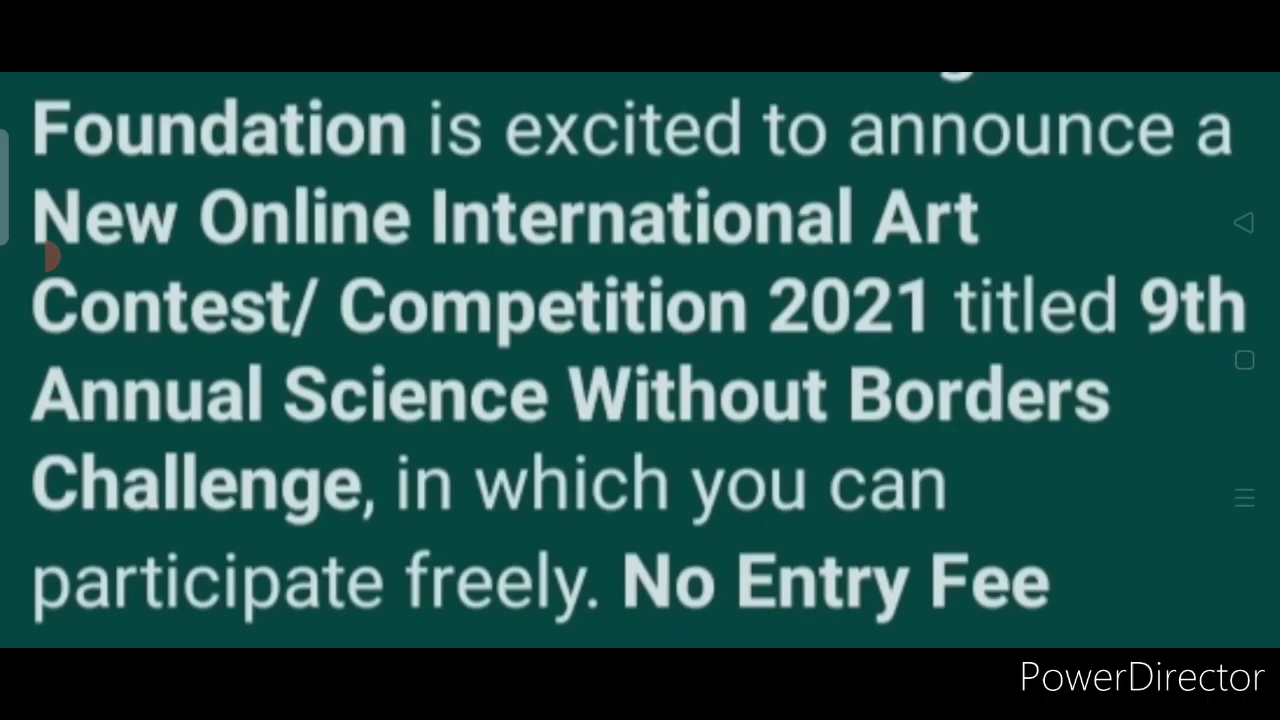 Foundation is excited to announce a
New Online International Art
Contest/ Competition 2021 titled 9th
Annual Science Without Borders
Challenge, in which you can
participate freely. No Entry Fee
PowerDirector